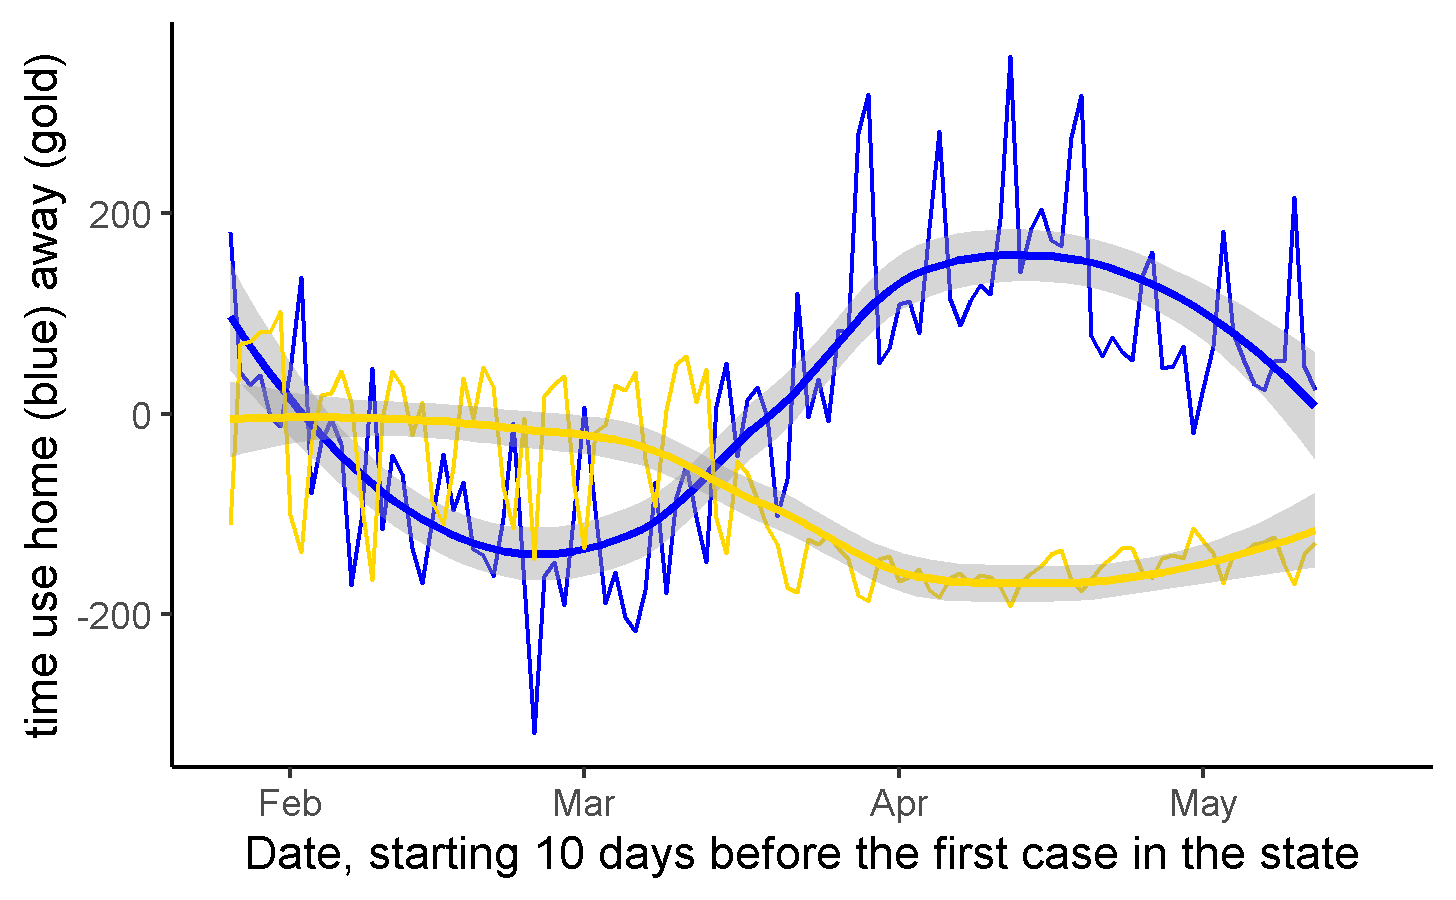 time use home (blue) away (gold)
200
0
-200
Feb Mar Apr May
Date, starting 10 days before the first case in the state